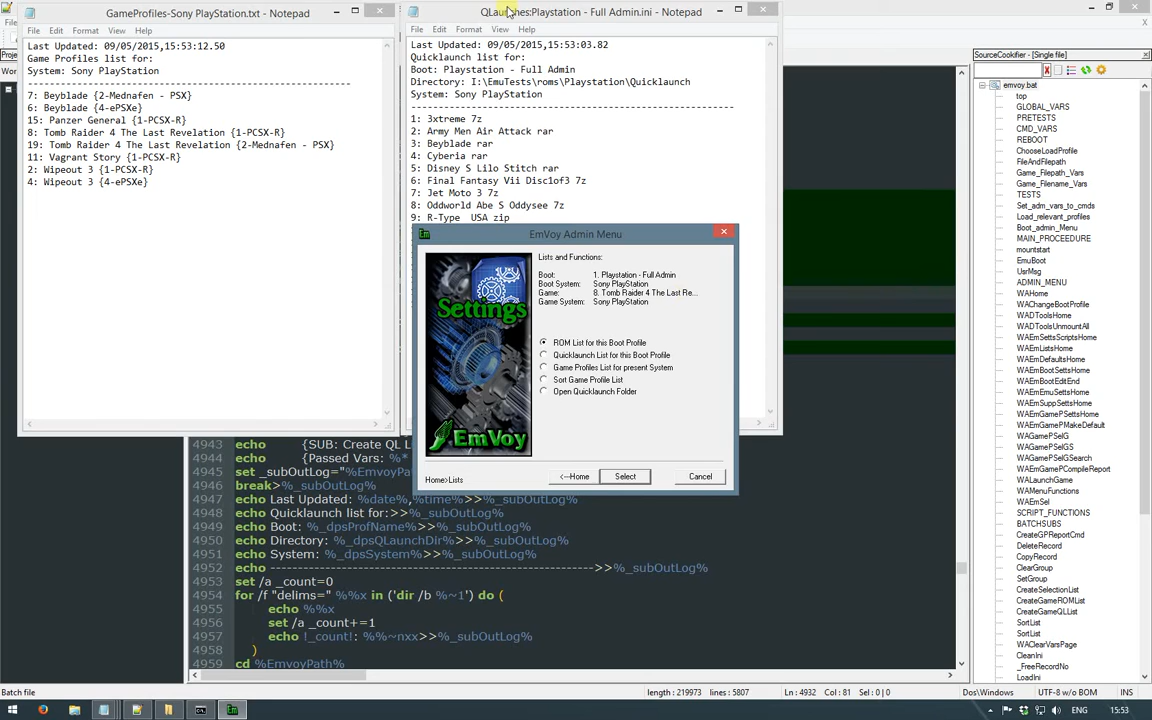 GameProfiles-Sony PlayStation.txt - Notepad
File Edit Format View Help
Last Updated: 09/05/2015,15:53:12.50
Game Profiles list for:
System: Sony PlayStation
7: Beyblade {2-Mednafen - PSX}
6: Beyblade {4-ePSXe}
15: Panzer General {1-PCSX-R}
8: Tomb Raider 4 The Last Revelation {1-PCSX-R}
19: Tomb Raider 4 The Last Revelation {2-Mednafen - PSX}
11: Vagrant Story {1-PCSX-R}
2: Wipeout 3 {1-PCSX-R}
4: Wipeout 3 {4-ePSXe}
QLaunches:Playstation - Full Admin.ini - Notepad
File Edit Format View Help
Last Updated: 09/05/2015,15:53:03.82
Quicklaunch list for:
Boot: Playstation - Full Admin
Directory: I:\EmuTests\roms\Playstation\Quicklaunch
System: Sony PlayStation
1: 3xtreme 7z
2: Army Men Air Attack rar
3: Beyblade rar
4: Cyberia rar
5: Disney S Lilo Stitch rar
6: Final Fantasy Vii Disc1of3 7z
7: Jet Moto 3 7z
8: Oddworld Abe S Oddysee 7z
9: R-Type USA zip
EmVoy Admin Menu
Settings
EmVoy
Lists and Functions:
Boot: 1. Playstation - Full Admin
Boot System: Sony PlayStation
Game: 8. Tomb Raider 4 The Last Re...
Game System: Sony PlayStation
ROM List for this Boot Profile
Quicklaunch List for this Boot Profile
Game Profiles List for present System
Sort Game Profile List
Open Quicklaunch Folder
Home>Lists
<--Home Select Cancel
4943 echo {SUB: Create QL L
4944 echo {Passed Vars: %*
4945 set _subOutLog="%EmvoyPat
4946 break>%_subOutLog%
4947 echo Last Updated: %date%,%time%>>%_subOutLog%
4948 echo Quicklaunch list for:>>%_subOutLog%
4949 echo Boot: %_dpsProfName%>>%_subOutLog%
4950 echo Directory: %_dpsQLaunchDir%>>%_subOutLog%
4951 echo System: %_dpsSystem%>>%_subOutLog%
4952 echo ---------------------------------------------------------->>%_subOutLog%
4953 set /a _count=0
4954 for /f "delims=" %%x in ('dir /b %~1') do (
4955 echo %%x
4956 set /a _count+=1
4957 echo !_count!: %%~nxx>>%_subOutLog%
4958 )
4959 cd %EmvoyPath%
SourceCookifier - [Single file]
emvoy.bat
top
GLOBAL_VARS
PRETESTS
CMD_VARS
REBOOT
ChooseLoadProfile
FileAndFilepath
Game_Filepath_Vars
Game_Filename_Vars
TESTS
Set_adm_vars_to_cmds
Load_relevant_profiles
Boot_admin_Menu
MAIN_PROCEEDURE
mountstart
EmuBoot
UsrMsg
ADMIN_MENU
WAHome
WAChangeBootProfile
WADToolsHome
WADToolsUnmountAll
WAEmSettsScriptsHome
WAEmListsHome
WAEmDefaultsHome
WAEmBootSettsHome
WAEmBootEditEnd
WAEmEmuSettsHome
WAEmSuppSettsHome
WAEmGamePSettsHome
WAEmGamePMakeDefault
WAGamePSelG
WAGamePSelGS
WAGamePSelGSearch
WAEmGamePCompileReport
WALaunchGame
WAMenuFunctions
WAEmSort
SCRIPT_FUNCTIONS
BATCHSUBS
CreateGPReportCmd
DeleteRecord
CopyRecord
ClearGroup
SetGroup
CreateSelectionList
CreateGameROMList
CreateGameQLList
SortList
SortList
WAClearVarsPage
CleanIni
_FreeRecordNo
LoadIni
Batch file length : 219973 lines : 5807 Ln : 4932 Col : 81 Sel : 0 | 0 Dos\Windows UTF-8 w/o BOM INS
ENG 15:53